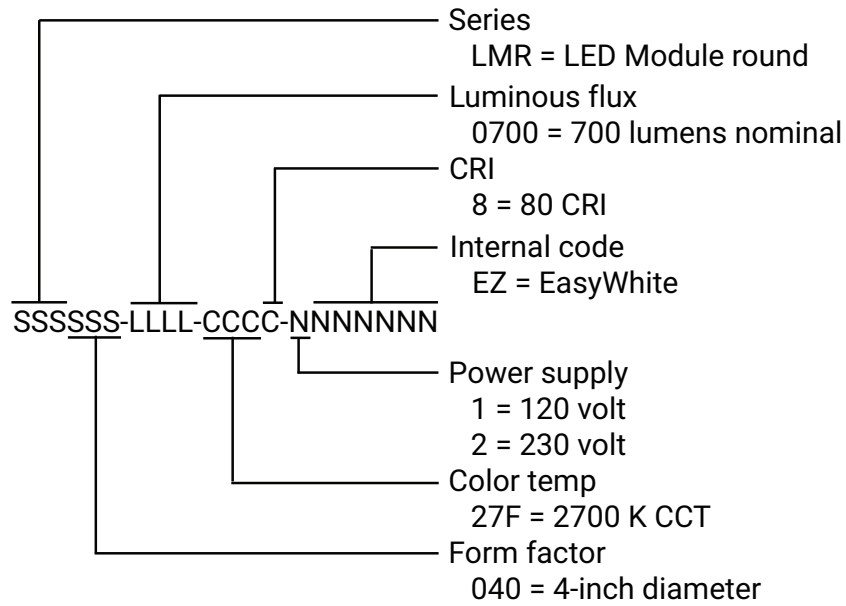 Series
LMR = LED Module round
Luminous flux
0700 = 700 lumens nominal
CRI
8 = 80 CRI
Internal code
EZ = EasyWhite
SSSSSS-LLLL-CCCC-NNNNNNN
Power supply
1 = 120 volt
2 = 230 volt
Color temp
27F = 2700 K CCT
Form factor
040 = 4-inch diameter